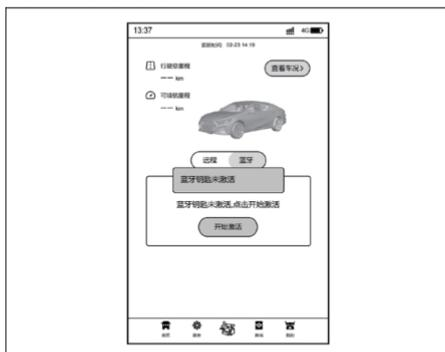 13:37
4G
更新时间 03-23 14:19
行驶总里程
-- km
查看车况>
可续航里程
-- km
远程 蓝牙
蓝牙钥匙未激活
蓝牙钥匙未激活,点击开始激活
开始激活